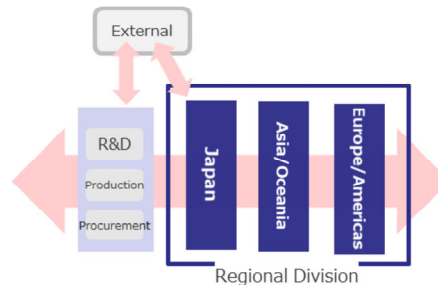 External
R&D
Production
Procurement
Japan
Asia/Oceania
Europe/Americas
Regional Division